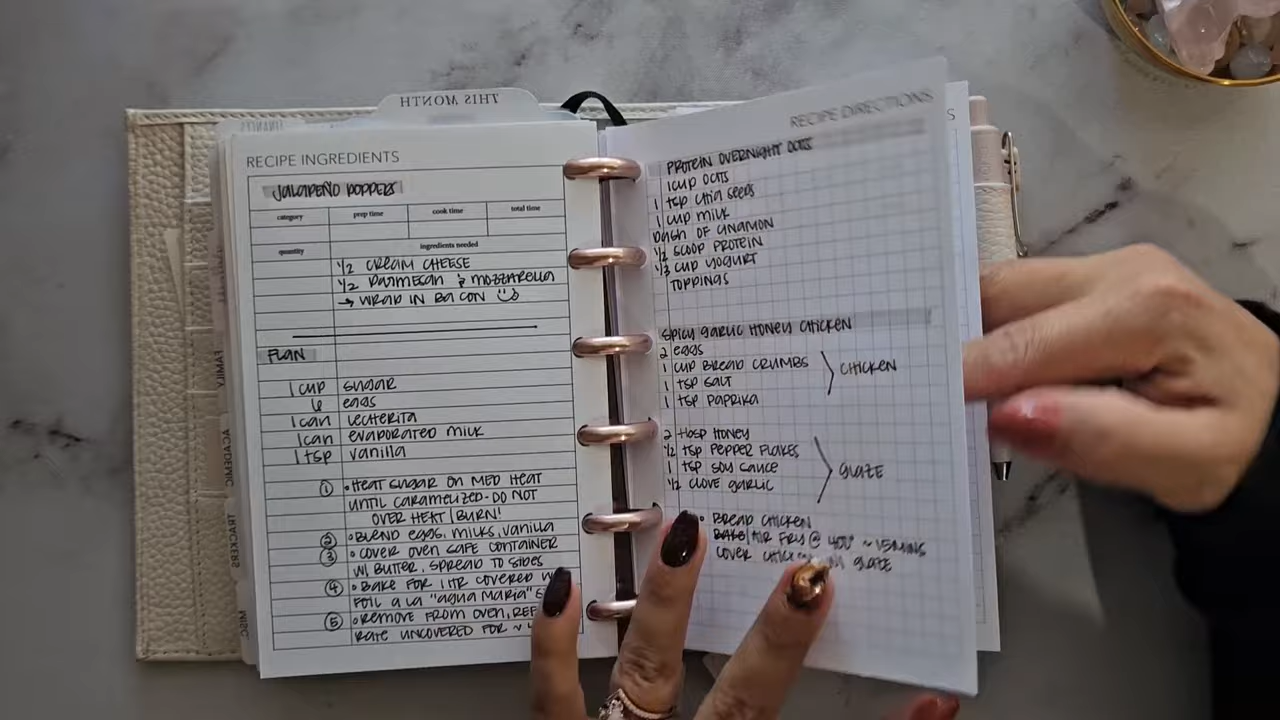 THIS MONTH
RECIPE INGREDIENTS
JALAPEÑO POPPERS
category prep time cook time total time
quantity ingredients needed
1/2 CREAM CHEESE
1/2 PARMESAN & MOZZARELLA
→ WRAP IN BACON
FLAN
1 CUP SUGAR
6 EGGS
1 CAN LECHERITA
1 CAN EVAPORATED MILK
1 TSP VANILLA
① • HEAT SUGAR ON MED HEAT
UNTIL CARAMELIZED - DO NOT
OVER HEAT / BURN!
② • BLEND EGGS, MILKS, VANILLA
③ • COVER OVEN SAFE CONTAINER
W/ BUTTER, SPREAD TO SIDES
④ • BAKE FOR 1 HR COVERED W/
FOIL A LA "AGUA MARIA"
⑤ • REMOVE FROM OVEN,
RATE UNCOVERED FOR ~
FAMILY
ACADEMIC
TRACKERS
MISC.
RECIPE DIRECTIONS
PROTEIN OVERNIGHT OATS
1 CUP OATS
1 TSP CHIA SEEDS
1 CUP MILK
DASH OF CINAMON
1/2 SCOOP PROTEIN
1/3 CUP YOGURT
TOPPINGS
SPICY GARLIC HONEY CHICKEN
2 EGGS
1 CUP BREAD CRUMBS
1 TSP SALT
1 TSP PAPRIKA
CHICKEN
2 TBSP HONEY
1/2 TSP PEPPER FLAKES
1 TSP SOY SAUCE
1/2 CLOVE GARLIC
GLAZE
• BREAD CHICKEN
BAKE/AIR FRY @ 400° ~15MINS
COVER CHICKEN W/ GLAZE